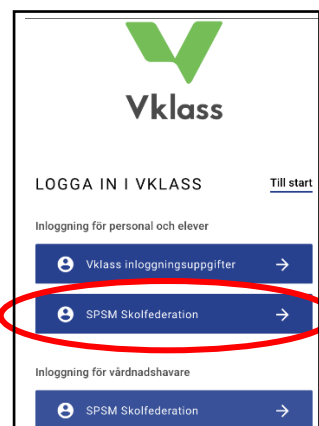 Vklass
LOGGA IN I VKLASS
Till start
Inloggning för personal och elever
Vklass inloggningsuppgifter
SPSM Skolfederation
Inloggning för vårdnadshavare
SPSM Skolfederation